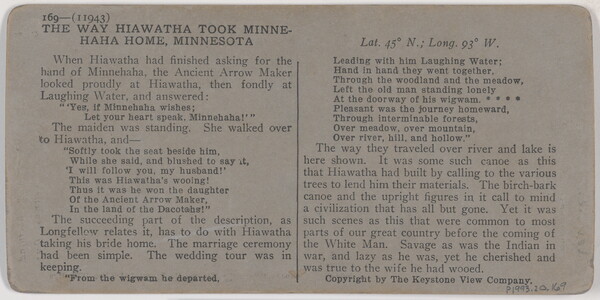 169—(11943)
THE WAY HIAWATHA TOOK MINNE-
HAHA HOME, MINNESOTA
When Hiawatha had finished asking for the
hand of Minnehaha, the Ancient Arrow Maker
looked proudly at Hiawatha, then fondly at
Laughing Water, and answered:
"'Yes, if Minnehaha wishes;
Let your heart speak, Minnehaha!'"
The maiden was standing. She walked over
to Hiawatha, and—
"Softly took the seat beside him,
While she said, and blushed to say it,
'I will follow you, my husband!'
This was Hiawatha's wooing!
Thus it was he won the daughter
Of the Ancient Arrow Maker,
In the land of the Dacotahs!"
The succeeding part of the description, as
Longfellow relates it, has to do with Hiawatha
taking his bride home. The marriage ceremony
had been simple. The wedding tour was in
keeping.
"From the wigwam he departed,
Lat. 45° N.; Long. 93° W.
Leading with him Laughing Water;
Hand in hand they went together,
Through the woodland and the meadow,
Left the old man standing lonely
At the doorway of his wigwam. * * * *
Pleasant was the journey homeward,
Through interminable forests,
Over meadow, over mountain,
Over river, hill, and hollow."
The way they traveled over river and lake is
here shown. It was some such canoe as this
that Hiawatha had built by calling to the various
trees to lend him their materials. The birch-bark
canoe and the upright figures in it call to mind
a civilization that has all but gone. Yet it was
such scenes as this that were common to most
parts of our great country before the coming of
the White Man. Savage as was the Indian in
war, and lazy as he was, yet he cherished and
was true to the wife he had wooed.
Copyright by The Keystone View Company.
P1993.20.169